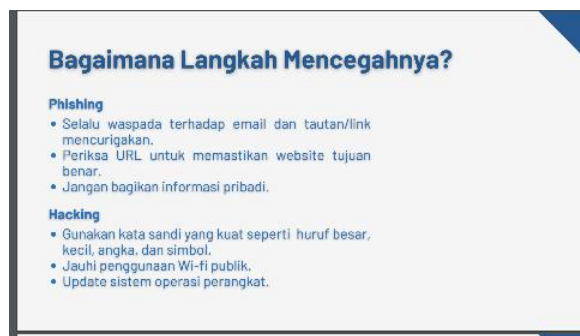 Bagaimana Langkah Mencegahnya?
Phishing
• Selalu waspada terhadap email dan tautan/link
mencurigakan.
• Periksa URL untuk memastikan website tujuan
benar.
• Jangan bagikan informasi pribadi.
Hacking
• Gunakan kata sandi yang kuat seperti huruf besar,
kecil, angka, dan simbol.
• Jauhi penggunaan Wi-fi publik.
• Update sistem operasi perangkat.